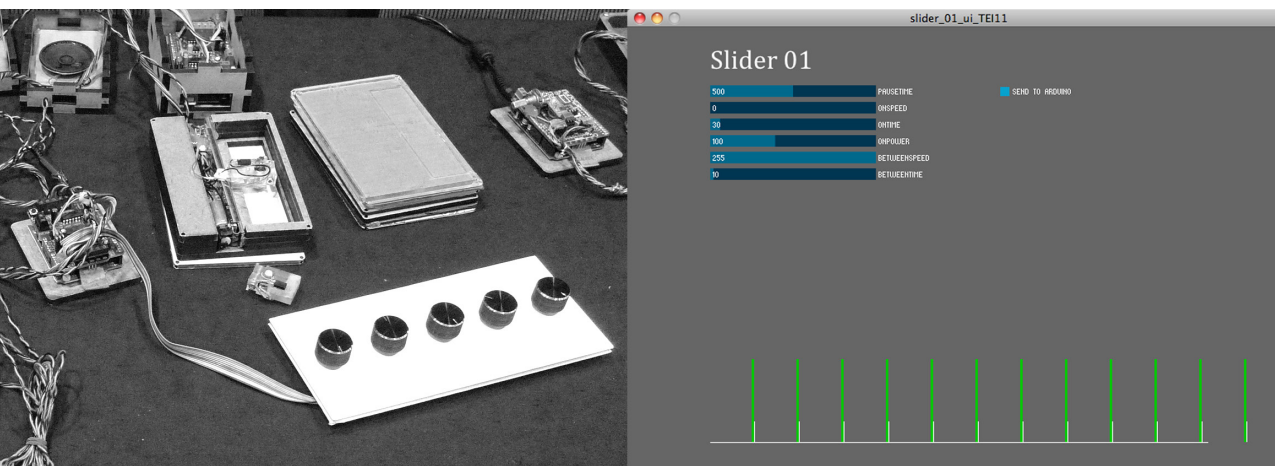 slider_01_ui_TEI11
Slider 01
500 PAUSETIME
SEND TO ARDUINO
0 ONSPEED
30 ONTIME
100 ONPOWER
255 BETWEENSPEED
10 BETWEENTIME